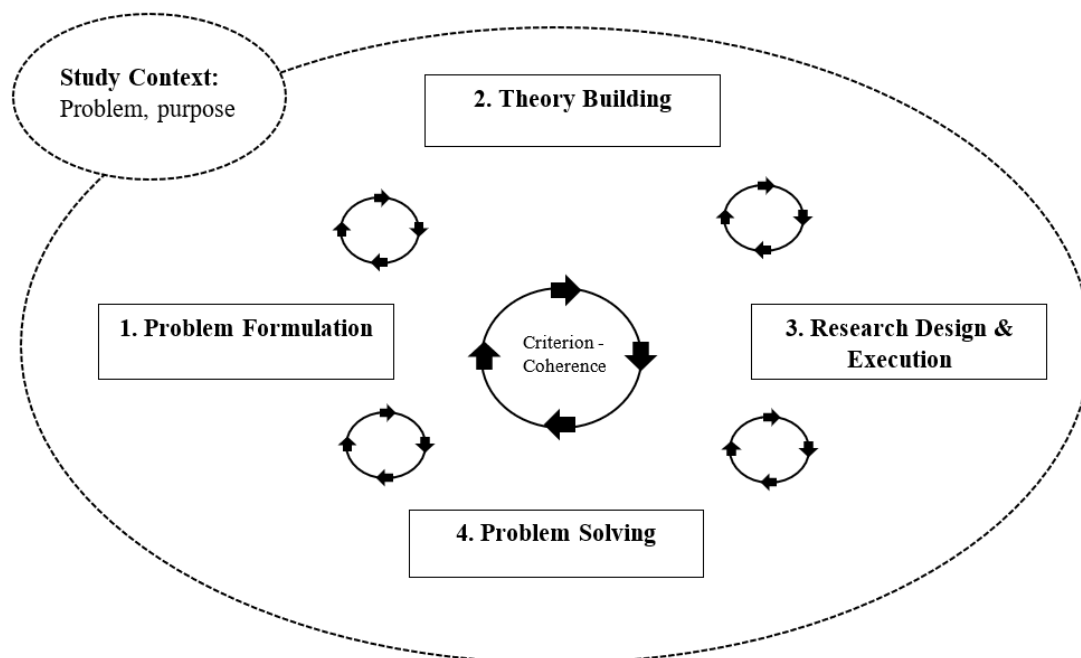 Study Context:
Problem, purpose
2. Theory Building
1. Problem Formulation
Criterion -
Coherence
3. Research Design &
Execution
4. Problem Solving